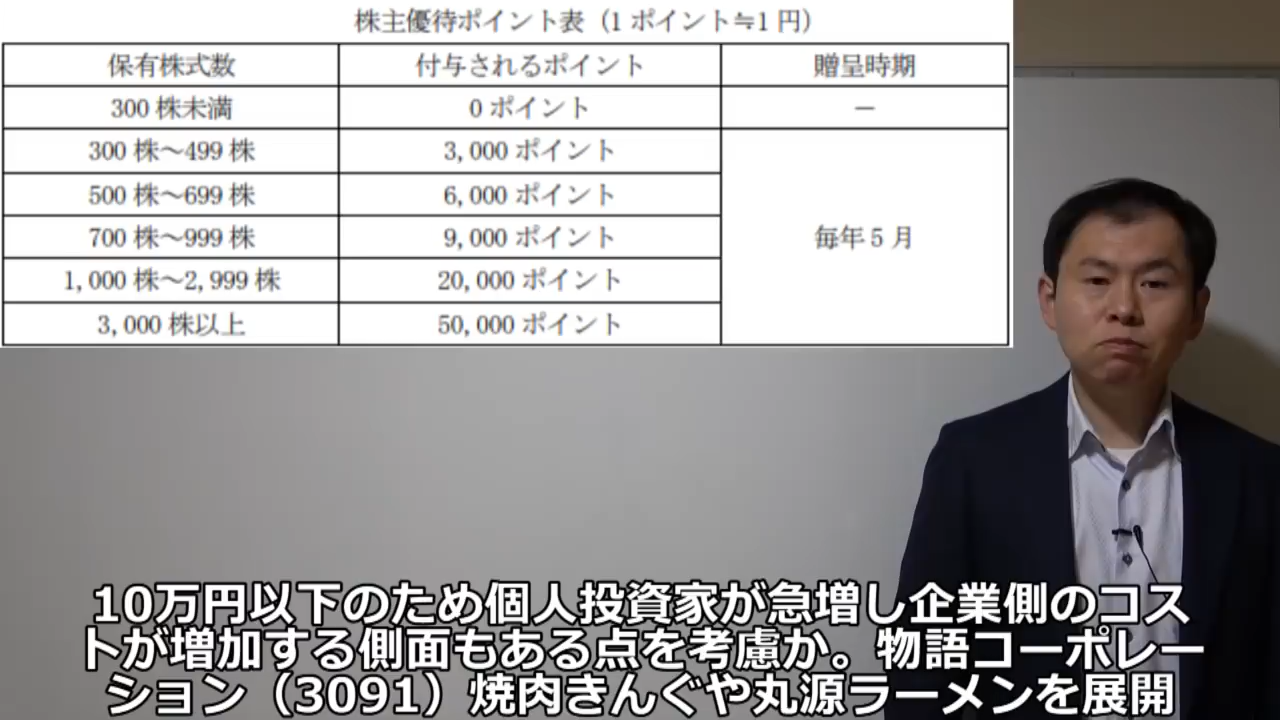 株主優待ポイント表（1ポイント≒1円）
保有株式数 付与されるポイント 贈呈時期
300株未満 0ポイント －
300株～499株 3,000ポイント 毎年5月
500株～699株 6,000ポイント
700株～999株 9,000ポイント
1,000株～2,999株 20,000ポイント
3,000株以上 50,000ポイント
10万円以下のため個人投資家が急増し企業側のコス
トが増加する側面もある点を考慮か。物語コーポレー
ション（3091）焼肉きんぐや丸源ラーメンを展開